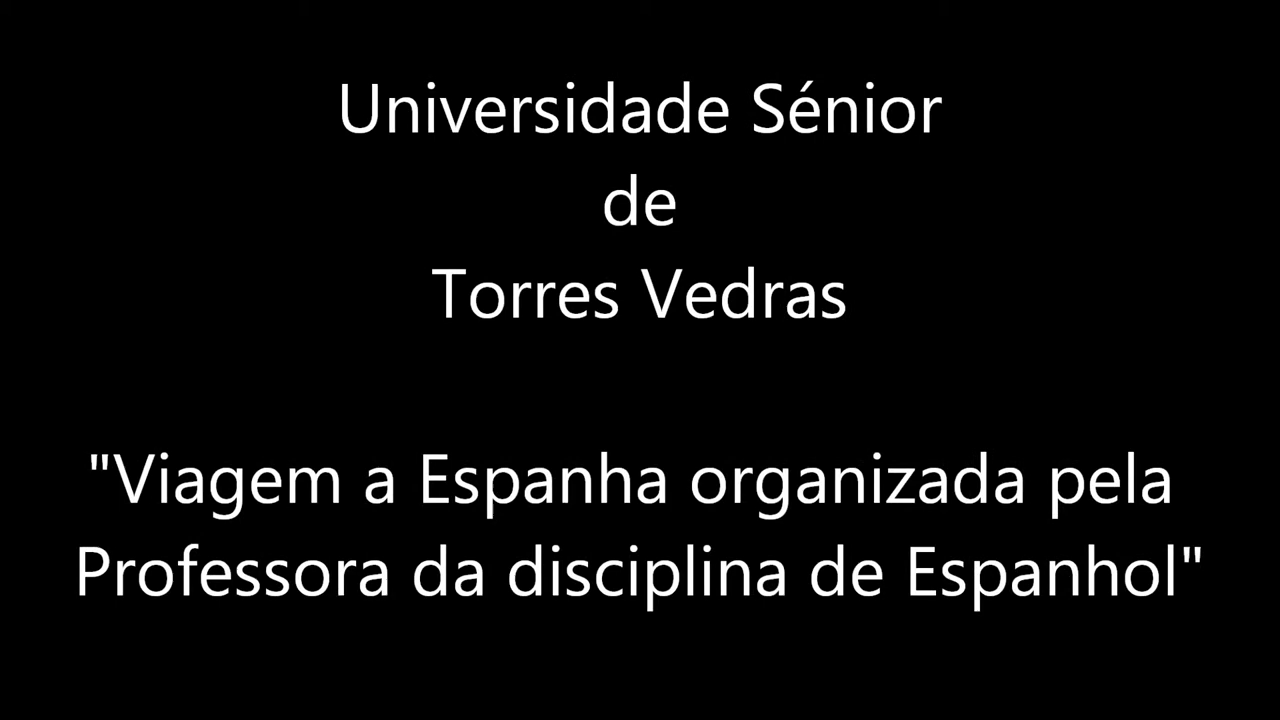 Universidade Sénior
de
Torres Vedras
"Viagem a Espanha organizada pela
Professora da disciplina de Espanhol"